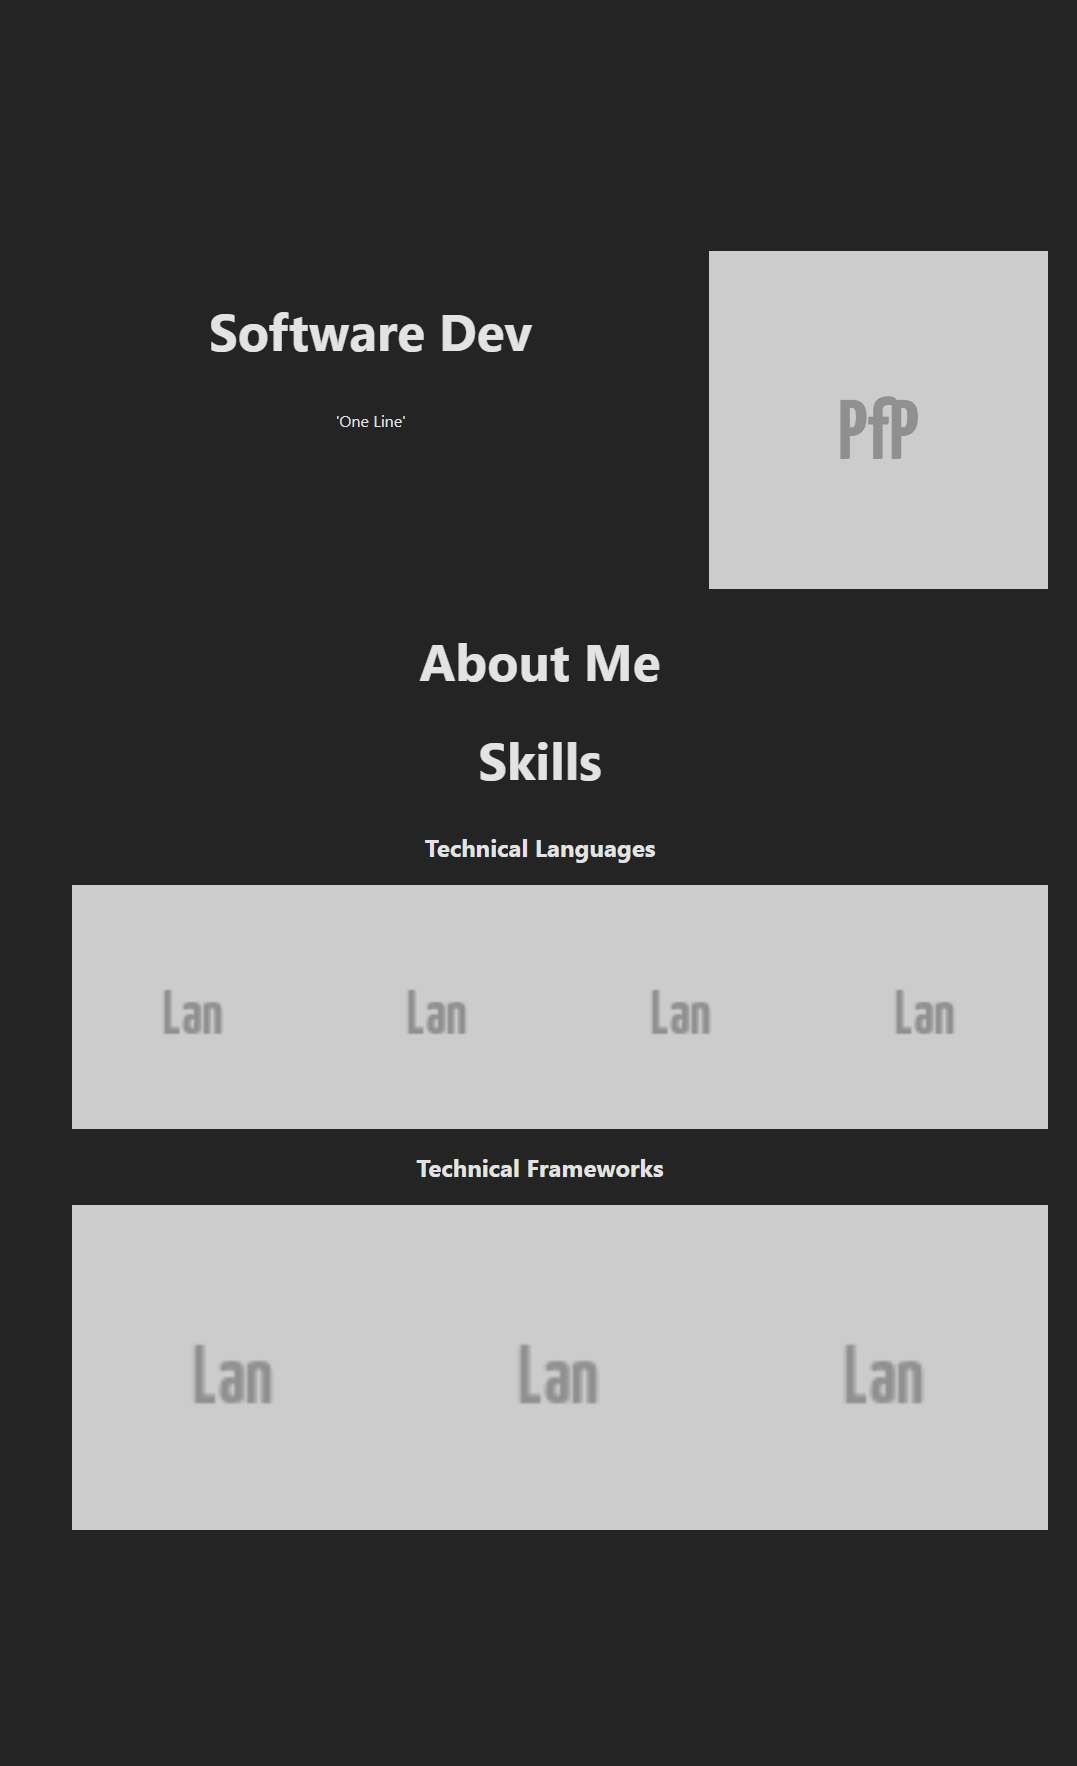 Software Dev
'One Line'
PfP
About Me
Skills
Technical Languages
Lan Lan Lan Lan
Technical Frameworks
Lan Lan Lan